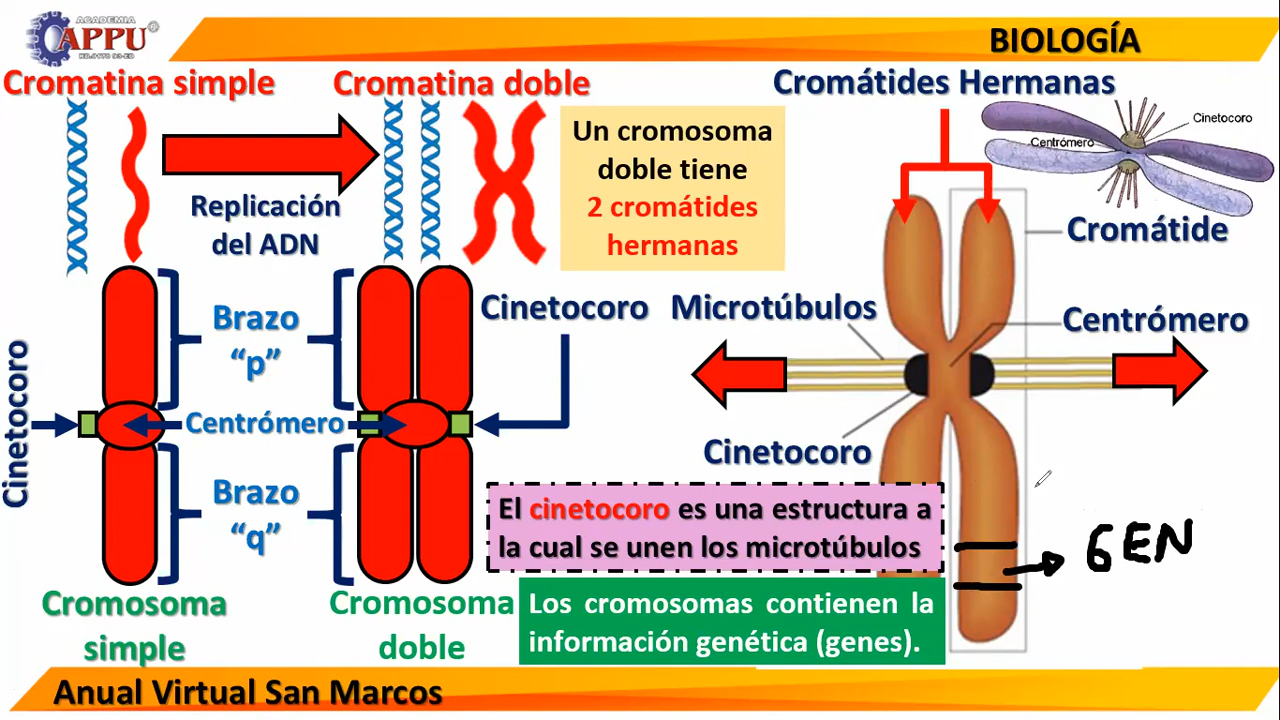 ACADEMIA
APPU
BIOLOGÍA
Cromatina simple
Cromatina doble
Cromátides Hermanas
Replicación
del ADN
Un cromosoma
doble tiene
2 cromátides
hermanas
Cinetocoro
Centrómero
Cromátide
Brazo
"p"
Cinetocoro
Microtúbulos
Centrómero
Cinetocoro
Centrómero
Cinetocoro
Brazo
"q"
El cinetocoro es una estructura a
la cual se unen los microtúbulos
GEN
Cromosoma
simple
Cromosoma
doble
Los cromosomas contienen la
información genética (genes).
Anual Virtual San Marcos